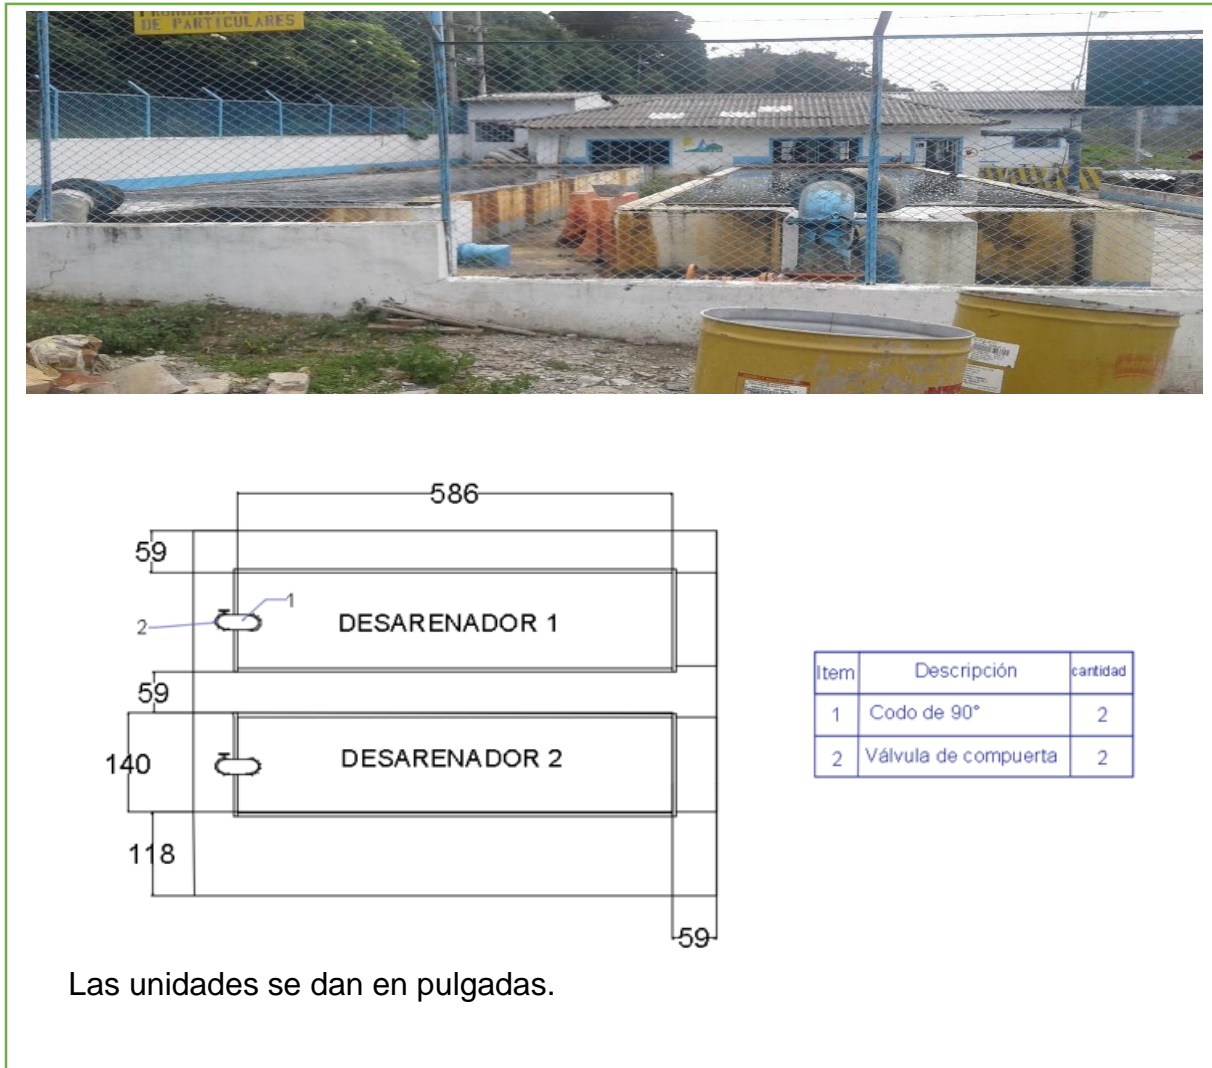 DE PARTICULARES
586
59
1
2
DESARENADOR 1
59
140
DESARENADOR 2
118
59
Item Descripción cantidad
1 Codo de 90° 2
2 Válvula de compuerta 2
Las unidades se dan en pulgadas.